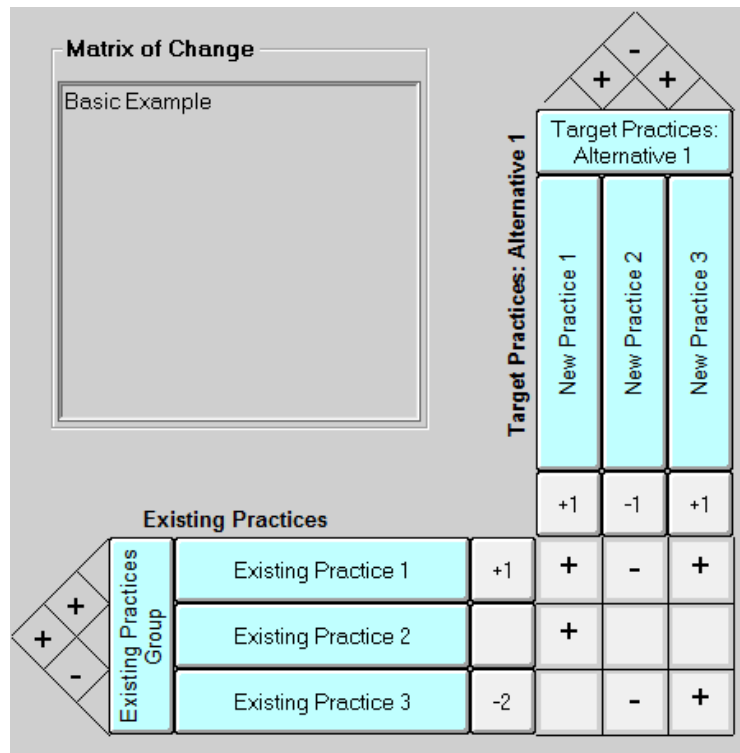 Matrix of Change
Basic Example
-
+ +
Target Practices:
Alternative 1
Target Practices: Alternative 1
New Practice 1
New Practice 2
New Practice 3
+1 -1 +1
Existing Practices
Existing Practices
Group
+
+
-
Existing Practice 1 +1 + - +
Existing Practice 2 +
Existing Practice 3 -2 - +